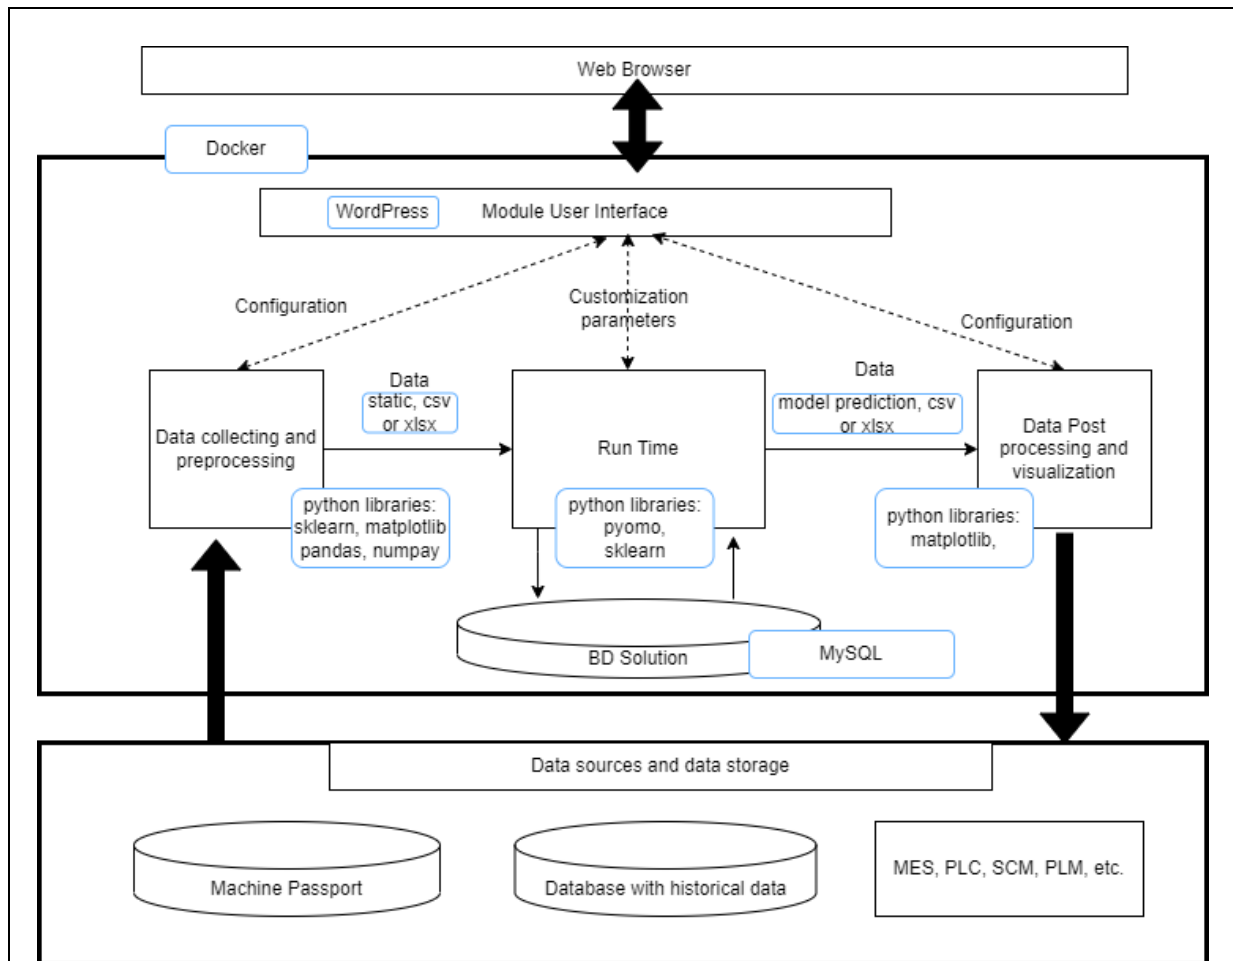 Web Browser
Docker
WordPress
Module User Interface
Configuration
Customization
parameters
Configuration
Data
static, csv
or xlsx
Data
model prediction, csv
or xlsx
Data collecting and
preprocessing
Run Time
Data Post
processing and
visualization
python libraries:
sklearn, matplotlib
pandas, numpay
python libraries:
pyomo,
sklearn
python libraries:
matplotlib,
BD Solution
MySQL
Data sources and data storage
Machine Passport
Database with historical data
MES, PLC, SCM, PLM, etc.